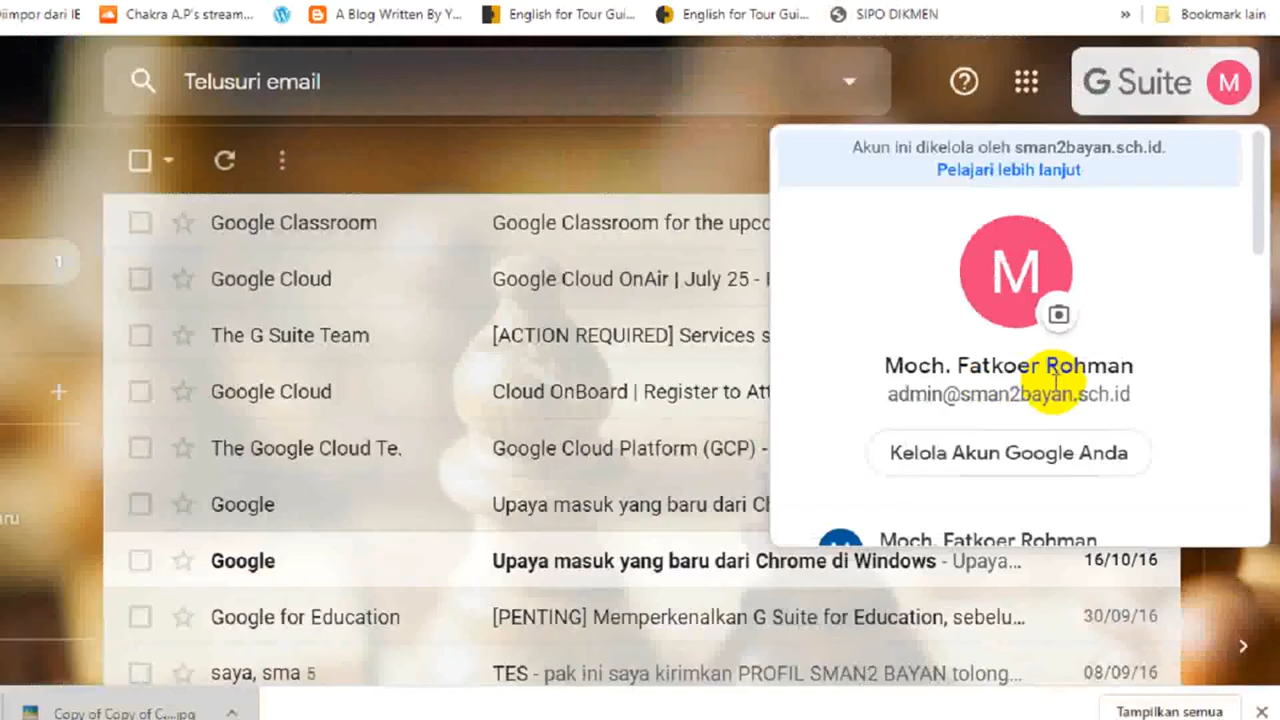 Diimpor dari IE
Chakra A.P's stream...
A Blog Written By Y...
English for Tour Gui...
English for Tour Gui...
SIPO DIKMEN
»
Bookmark lain
Telusuri email
G Suite M
Akun ini dikelola oleh sman2bayan.sch.id.
Pelajari lebih lanjut
M
Moch. Fatkoer Rohman
admin@sman2bayan.sch.id
Kelola Akun Google Anda
Moch. Fatkoer Rohman
1
Google Classroom Google Classroom for the upco
Google Cloud Google Cloud OnAir | July 25 -
The G Suite Team [ACTION REQUIRED] Services s
Google Cloud Cloud OnBoard | Register to Att
The Google Cloud Te. Google Cloud Platform (GCP) -
Google Upaya masuk yang baru dari Ch
Google Upaya masuk yang baru dari Chrome di Windows - Upaya... 16/10/16
Google for Education [PENTING] Memperkenalkan G Suite for Education, sebelu... 30/09/16
saya, sma 5 TES - pak ini saya kirimkan PROFIL SMAN2 BAYAN tolong... 08/09/16
Copy of Copy of C....jpg
Tampilkan semua